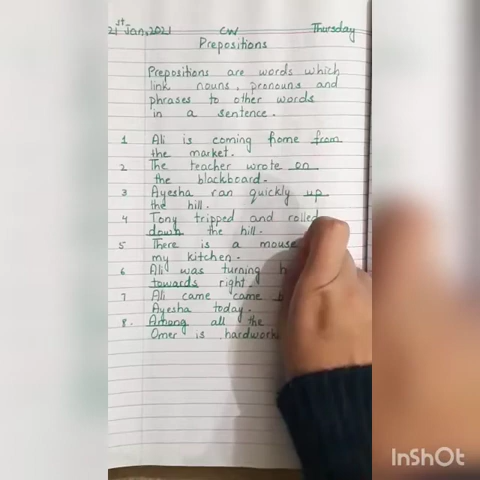 21st Jan, 2021 CW Thursday
Prepositions
Prepositions are words which
link nouns, pronouns and
phrases to other words
in a sentence.
1 Ali is coming home from
the market.
2 The teacher wrote on
the blackboard.
3 Ayesha ran quickly up
the hill.
4 Tony tripped and rolled
down the hill.
5 There is a mouse
my kitchen.
6 Ali was turning
towards right.
7 Ali came came
Ayesha today.
8. Among all the
Omer is
InShOt